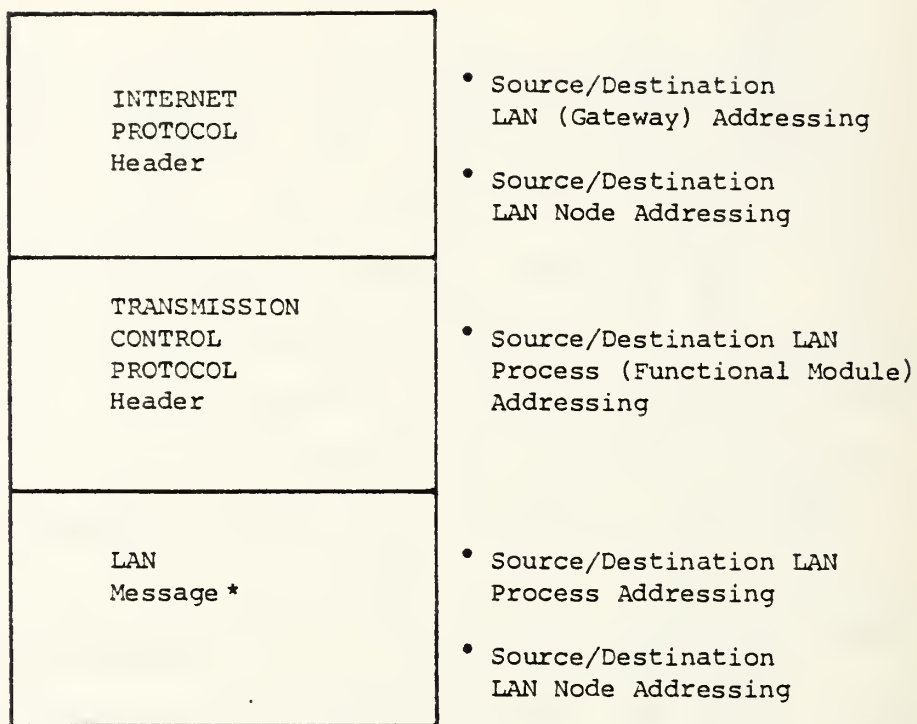 INTERNET
PROTOCOL
Header
• Source/Destination
LAN (Gateway) Addressing
• Source/Destination
LAN Node Addressing
TRANSMISSION
CONTROL
PROTOCOL
Header
• Source/Destination LAN
Process (Functional Module)
Addressing
LAN
Message *
• Source/Destination LAN
Process Addressing
• Source/Destination
LAN Node Addressing